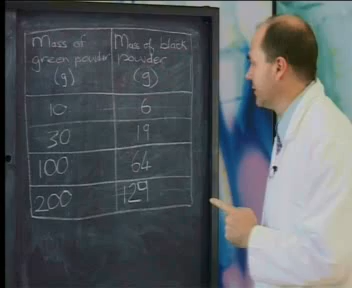 Mass of green powder (g) Mass of black powder (g)
10 6
30 19
100 64
200 129